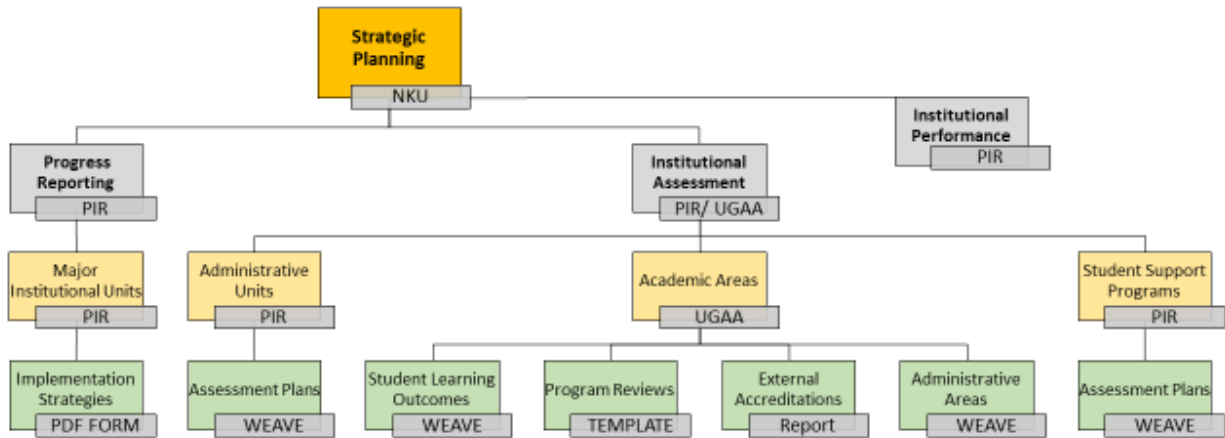 Strategic
Planning
NKU
Institutional
Performance
PIR
Progress
Reporting
PIR
Institutional
Assessment
PIR/ UGAA
Major
Institutional Units
PIR
Administrative
Units
PIR
Academic Areas
UGAA
Student Support
Programs
PIR
Implementation
Strategies
PDF FORM
Assessment Plans
WEAVE
Student Learning
Outcomes
WEAVE
Program Reviews
TEMPLATE
External
Accreditations
Report
Administrative
Areas
WEAVE
Assessment Plans
WEAVE